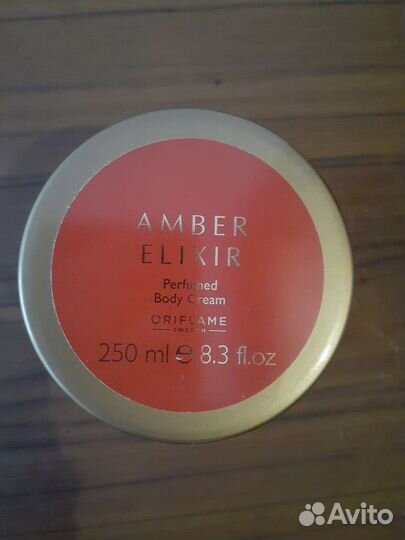 AMBER
ELIXIR
Perfumed
Body Cream
ORIFLAME
SWEDEN
250 ml ℮ 8.3 fl.oz
Avito